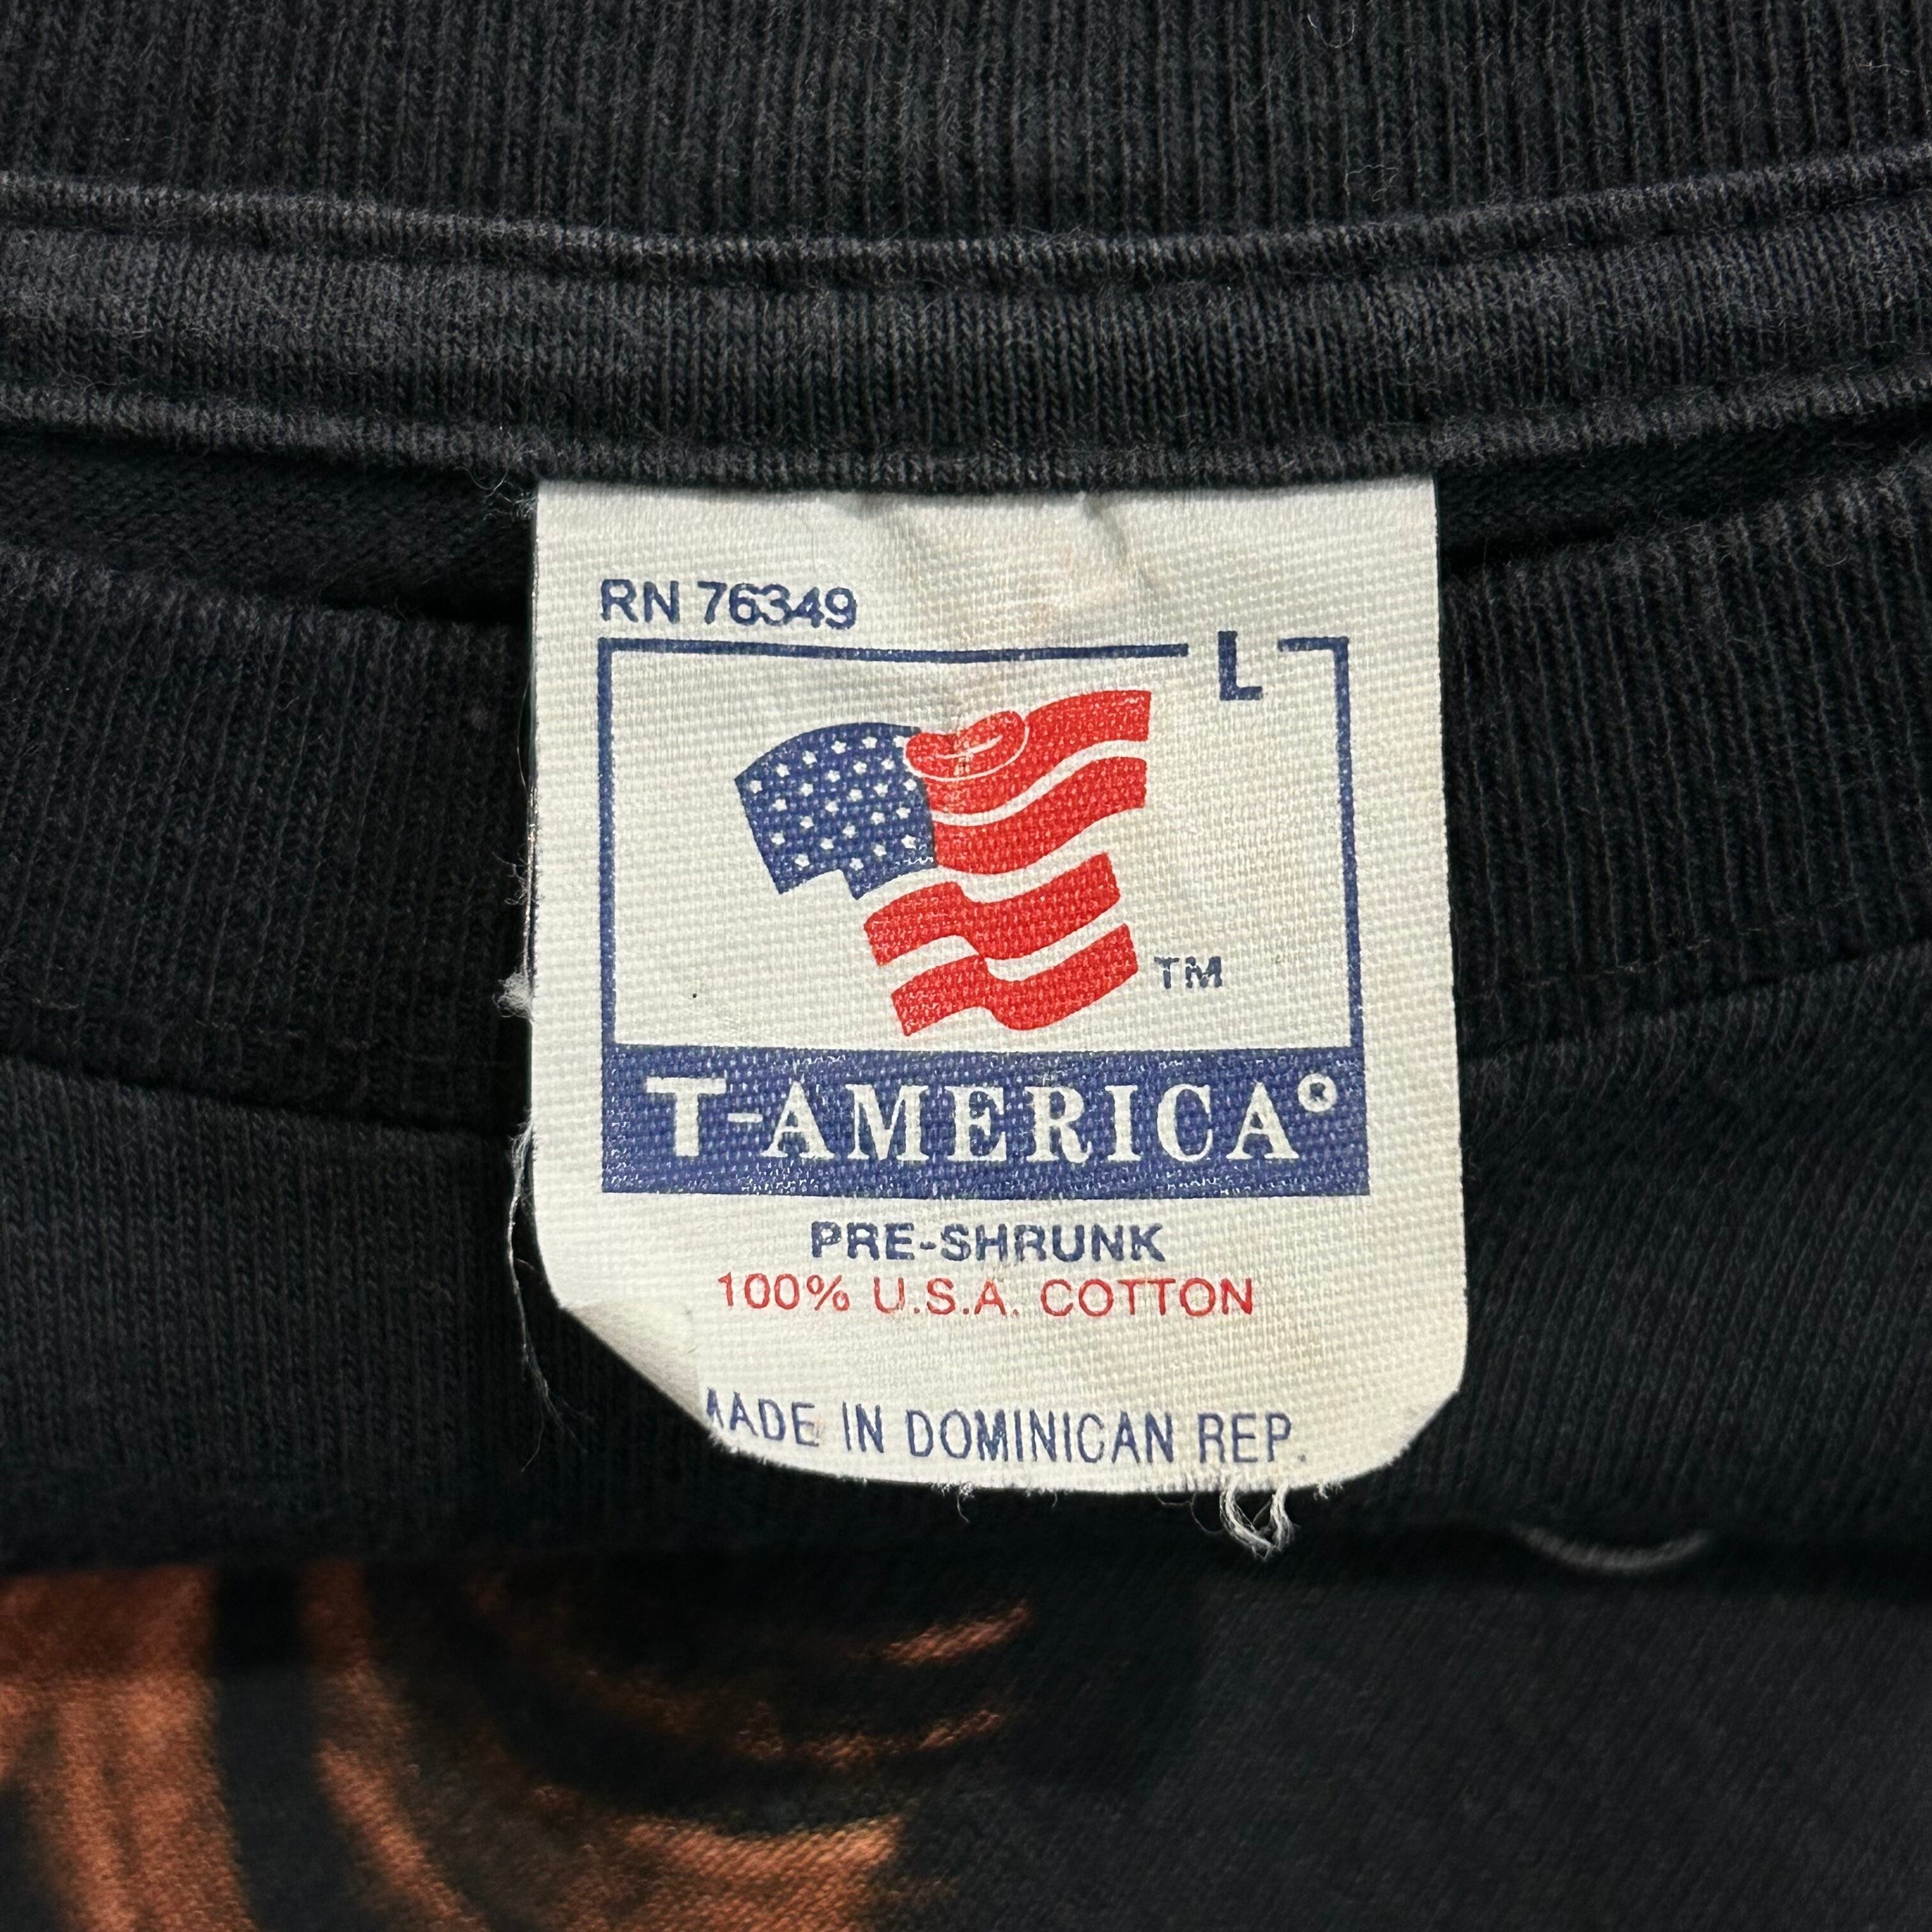 RN 76349
L
TM
T-AMERICA®
PRE-SHRUNK
100% U.S.A. COTTON
MADE IN DOMINICAN REP.